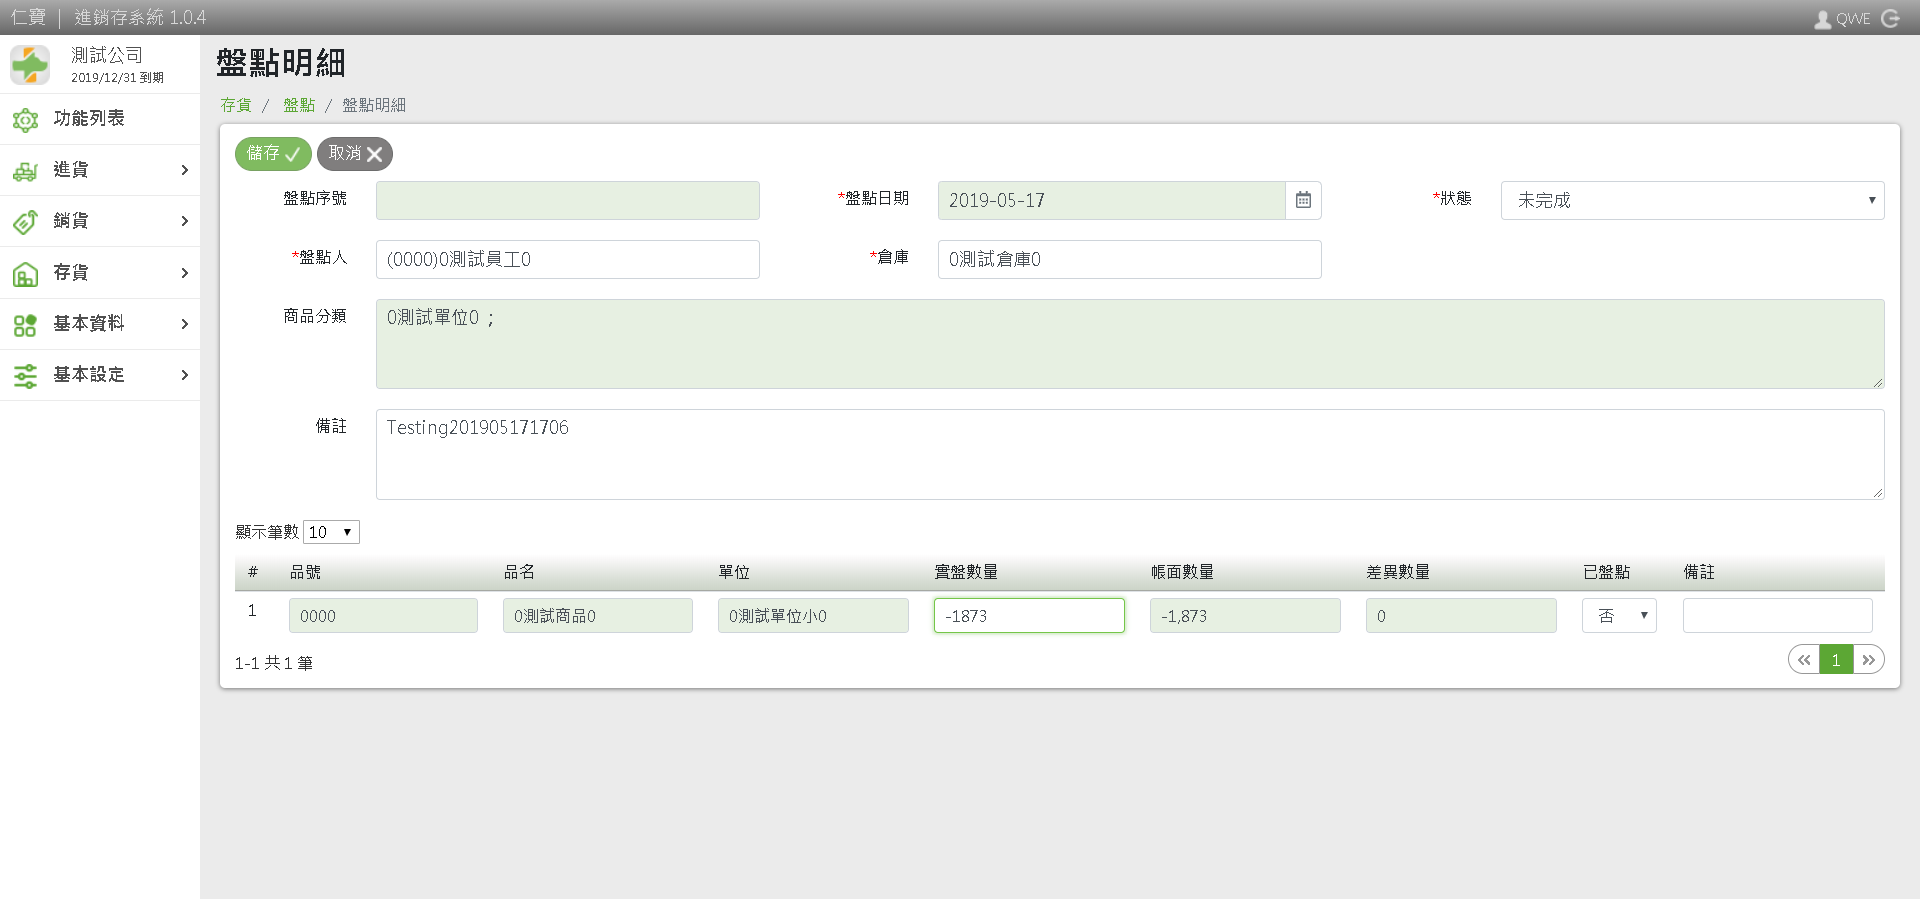 仁寶 │ 進銷存系統 1.0.4
QWE
測試公司
2019/12/31 到期
功能列表
進貨
銷貨
存貨
基本資料
基本設定
盤點明細
存貨 / 盤點 / 盤點明細
儲存 取消
盤點序號
*盤點日期 2019-05-17
*狀態 未完成
*盤點人 (0000)0測試員工0
*倉庫 0測試倉庫0
商品分類 0測試單位0 ;
備註 Testing201905171706
顯示筆數 10
# 品號 品名 單位 實盤數量 帳面數量 差異數量 已盤點 備註
1 0000 0測試商品0 0測試單位小0 -1873 -1,873 0 否
1-1 共 1 筆
« 1 »